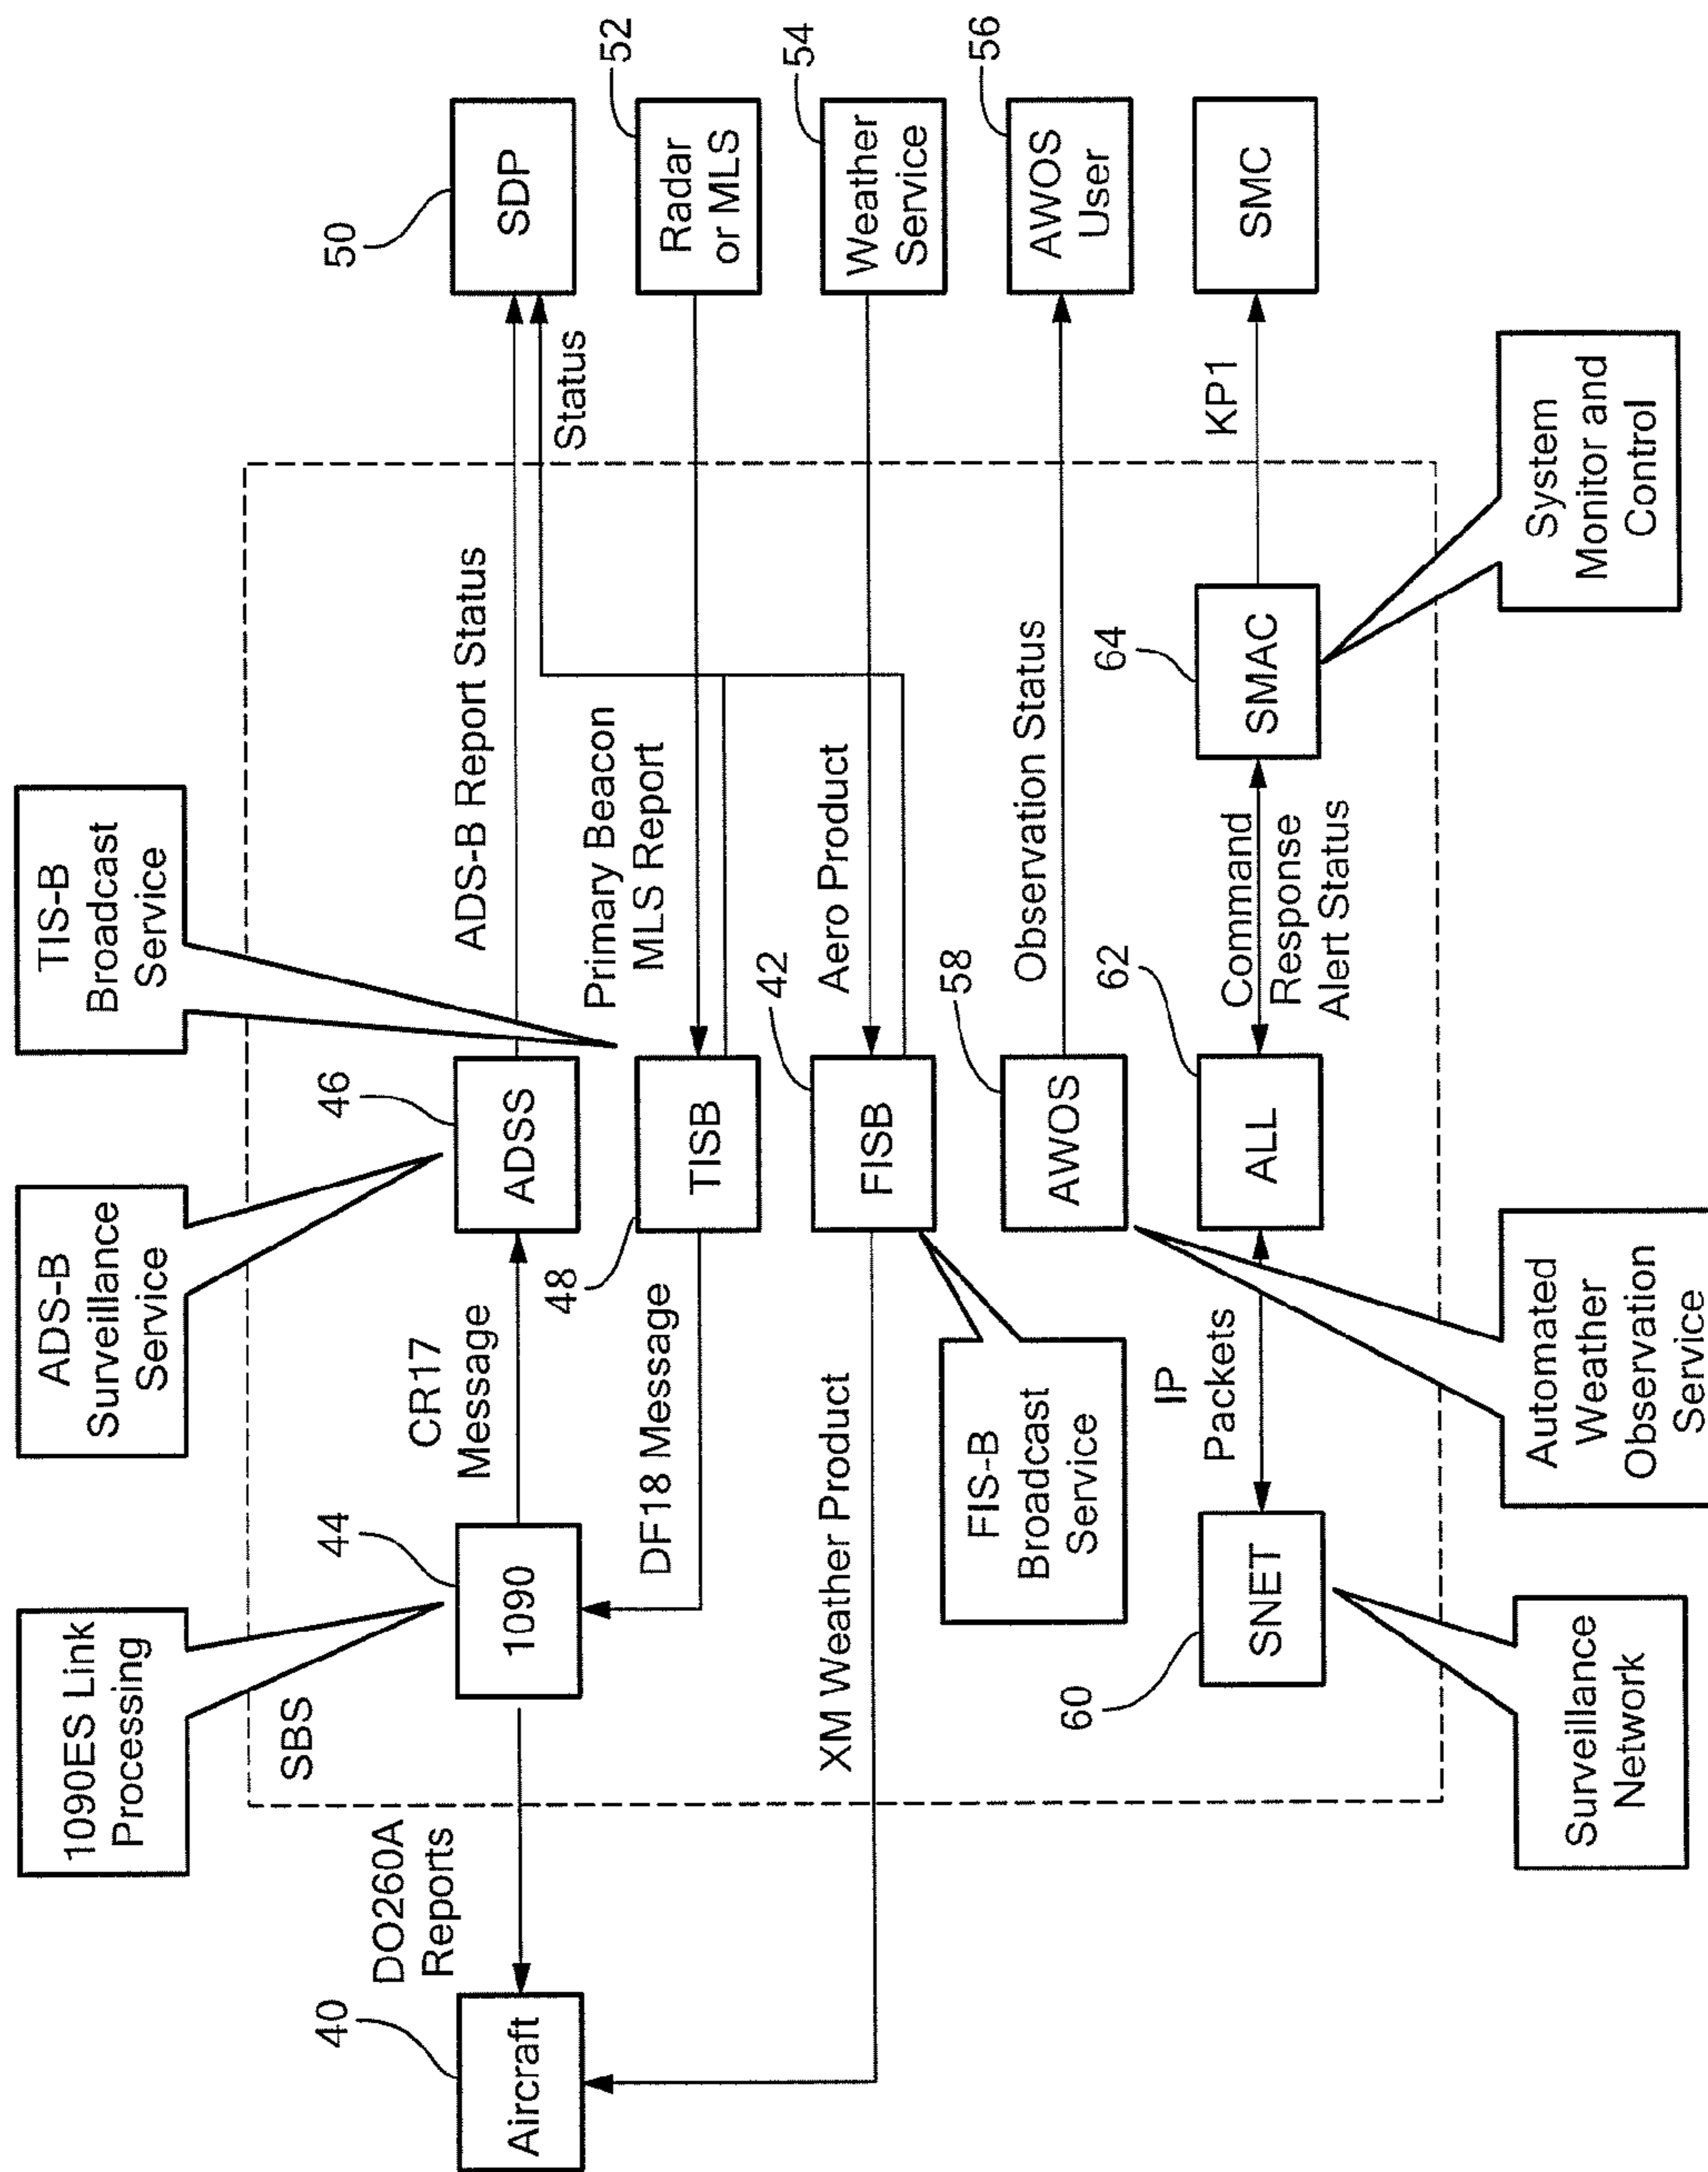 1090ES Link
Processing
ADS-B
Surveillance
Service
TIS-B
Broadcast
Service
SBS
40
Aircraft
DO260A
Reports
44
1090
CR17
Message
46
ADSS
ADS-B Report Status
50
SDP
Status
DF18 Message
48
TISB
Primary Beacon
MLS Report
52
Radar
or MLS
XM Weather Product
42
FISB
Aero Product
54
Weather
Service
FIS-B
Broadcast
Service
58
AWOS
Observation Status
56
AWOS
User
60
SNET
IP
Packets
62
ALL
Command
Response
Alert Status
64
SMAC
KP1
SMC
Surveillance
Network
Automated
Weather
Observation
Service
System
Monitor and
Control